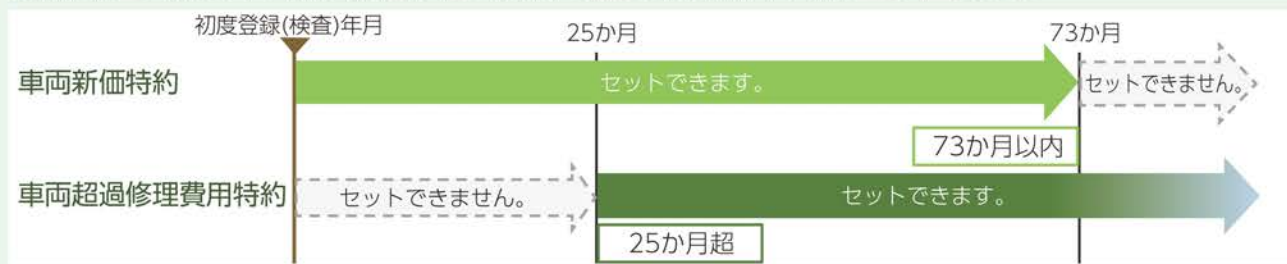 初度登録(検査)年月
25か月
73か月
車両新価特約
セットできます。
セットできません。
73か月以内
車両超過修理費用特約
セットできません。
セットできます。
25か月超